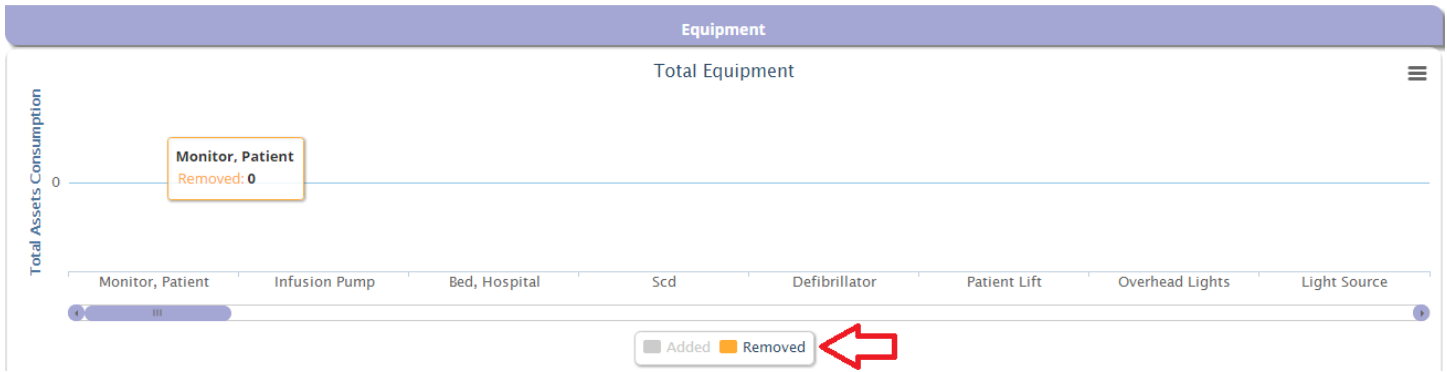 Equipment
Total Equipment
Total Assets Consumption
Monitor, Patient
Removed: 0
0
Monitor, Patient Infusion Pump Bed, Hospital Scd Defibrillator Patient Lift Overhead Lights Light Source
Added Removed